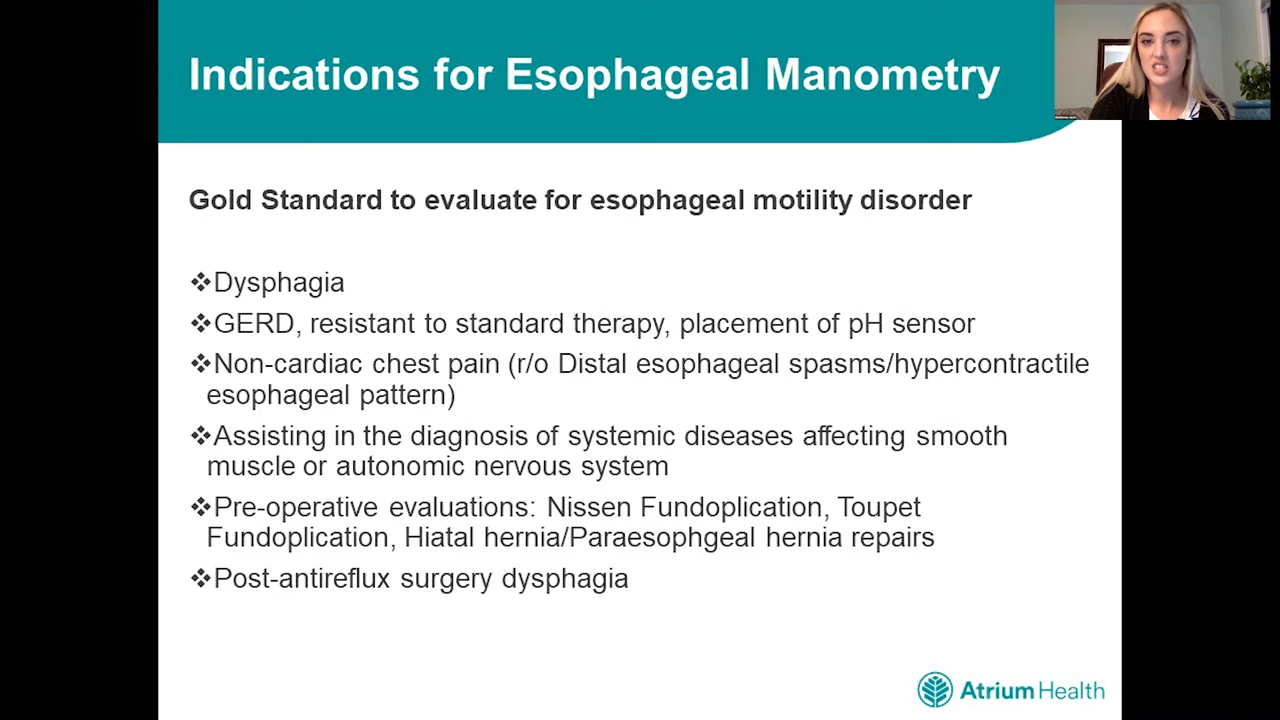 Indications for Esophageal Manometry
Gold Standard to evaluate for esophageal motility disorder
❖Dysphagia
❖GERD, resistant to standard therapy, placement of pH sensor
❖Non-cardiac chest pain (r/o Distal esophageal spasms/hypercontractile
esophageal pattern)
❖Assisting in the diagnosis of systemic diseases affecting smooth
muscle or autonomic nervous system
❖Pre-operative evaluations: Nissen Fundoplication, Toupet
Fundoplication, Hiatal hernia/Paraesophgeal hernia repairs
❖Post-antireflux surgery dysphagia
Atrium Health